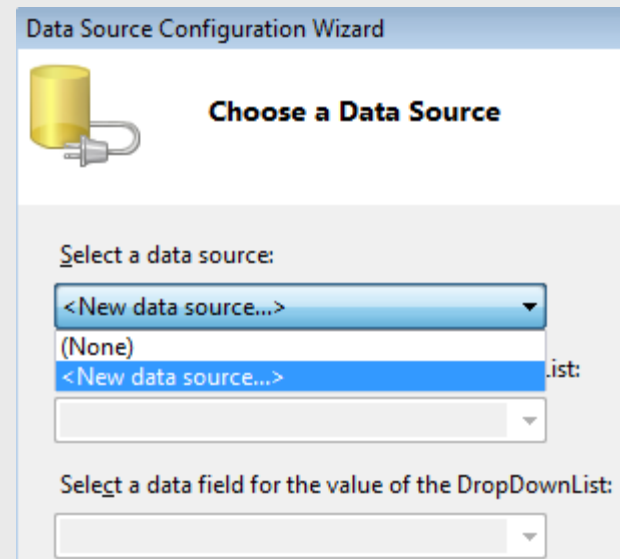 Data Source Configuration Wizard
Choose a Data Source
Select a data source:
<New data source...>
(None)
<New data source...>
List:
Select a data field for the value of the DropDownList: